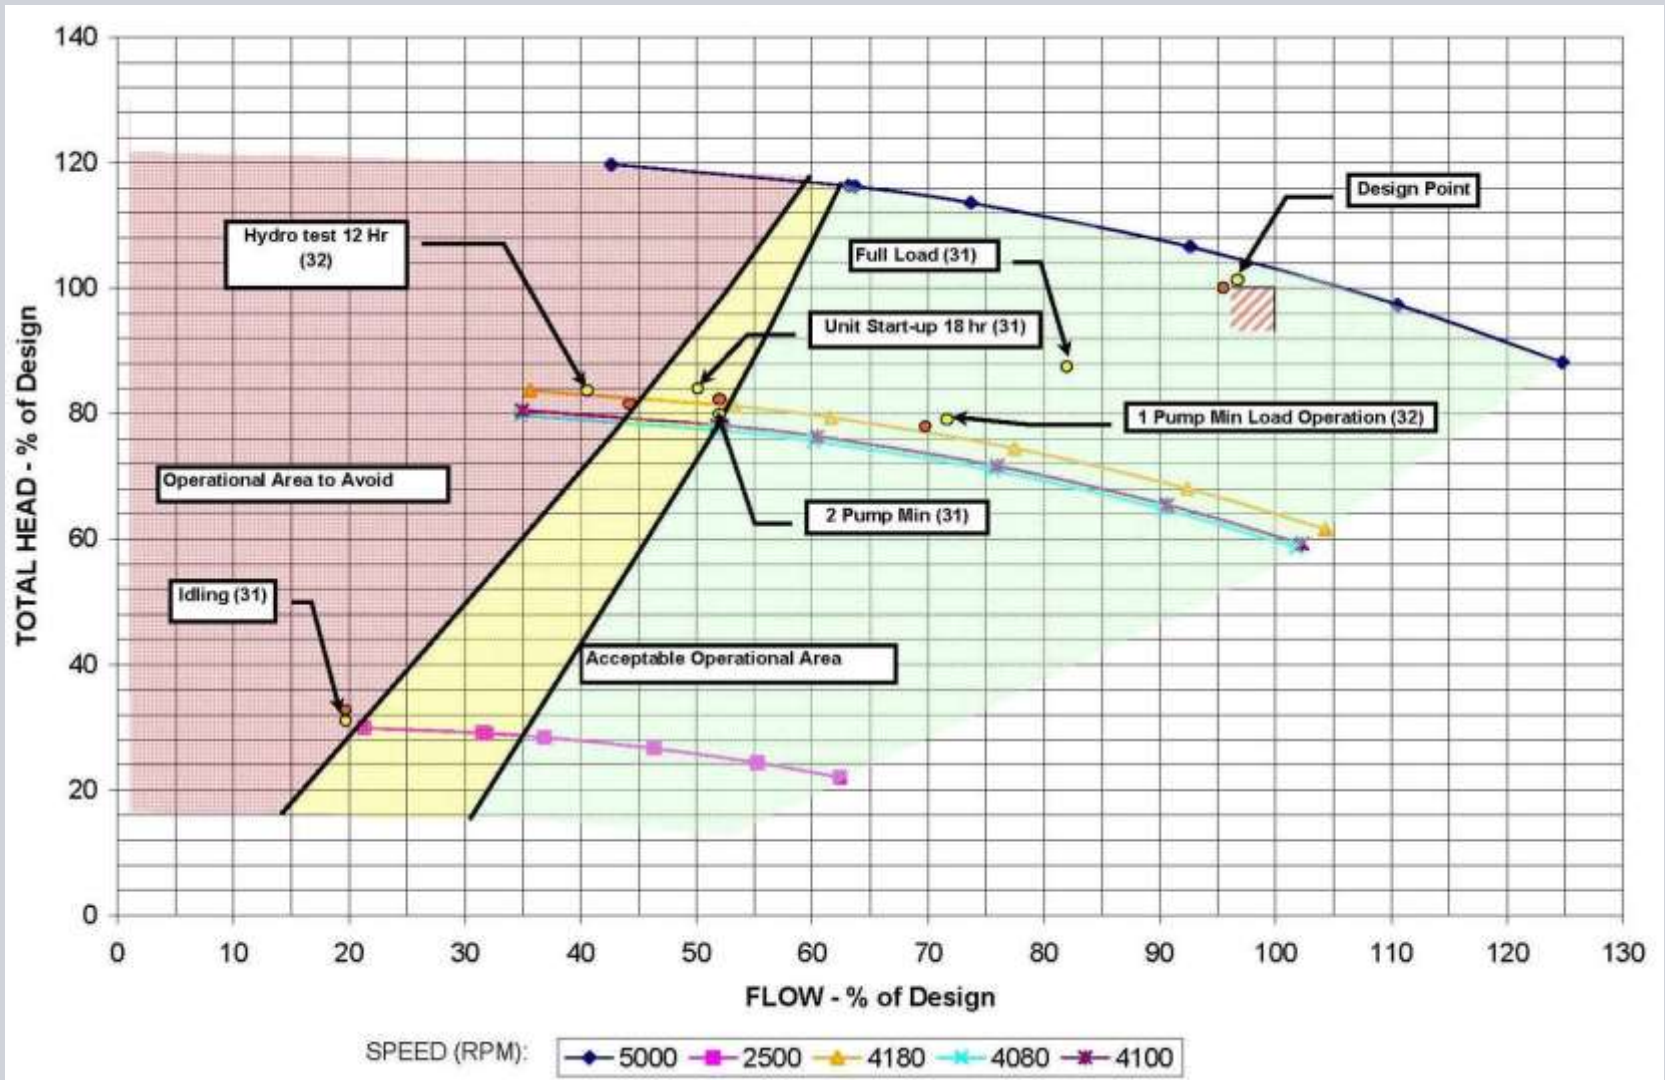 140
120
100
80
60
40
20
0
TOTAL HEAD - % of Design
Design Point
Hydro test 12 Hr
(32)
Full Load (31)
Unit Start-up 18 hr (31)
1 Pump Min Load Operation (32)
Operational Area to Avoid
2 Pump Min (31)
Idling (31)
Acceptable Operational Area
0 10 20 30 40 50 60 70 80 90 100 110 120 130
FLOW - % of Design
SPEED (RPM): 5000 2500 4180 4080 4100